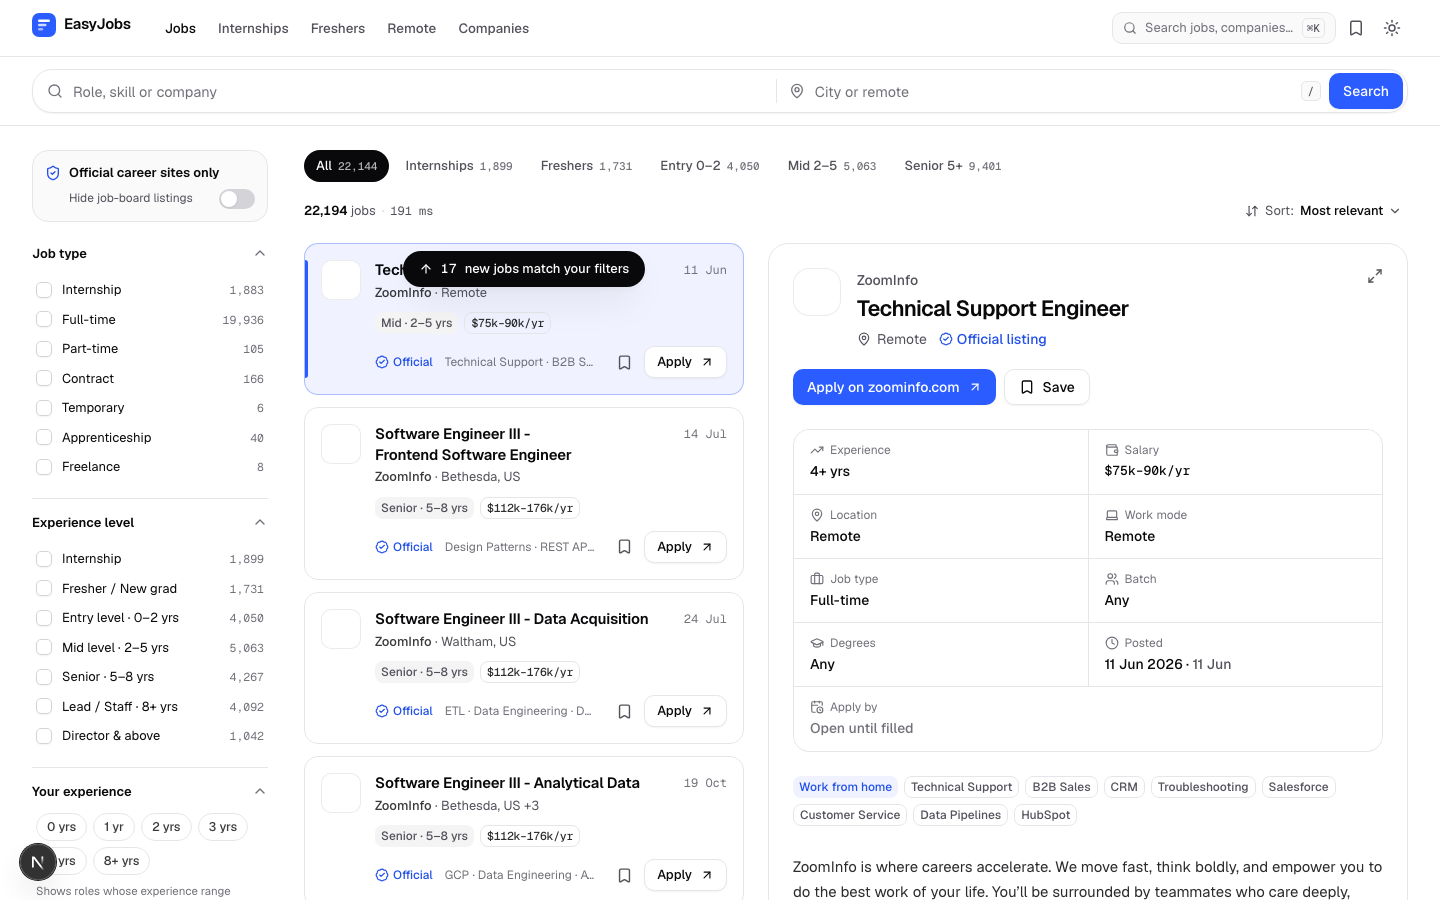 EasyJobs
Jobs
Internships
Freshers
Remote
Companies
Search jobs, companies...
⌘K
Role, skill or company
City or remote
/
Search
Official career sites only
Hide job-board listings
Job type
Internship 1,883
Full-time 19,936
Part-time 105
Contract 166
Temporary 6
Apprenticeship 40
Freelance 8
Experience level
Internship 1,899
Fresher / New grad 1,731
Entry level · 0–2 yrs 4,050
Mid level · 2–5 yrs 5,063
Senior · 5–8 yrs 4,267
Lead / Staff · 8+ yrs 4,092
Director & above 1,042
Your experience
0 yrs
1 yr
2 yrs
3 yrs
yrs
8+ yrs
N
Shows roles whose experience range
All 22,144
Internships 1,899
Freshers 1,731
Entry 0–2 4,050
Mid 2–5 5,063
Senior 5+ 9,401
22,194 jobs · 191 ms
Sort: Most relevant
17 new jobs match your filters
11 Jun
ZoomInfo · Remote
Mid · 2–5 yrs
$75k–90k/yr
Official
Technical Support · B2B S...
Apply
Software Engineer III -
Frontend Software Engineer
14 Jul
ZoomInfo · Bethesda, US
Senior · 5–8 yrs
$112k–176k/yr
Official
Design Patterns · REST AP...
Apply
Software Engineer III - Data Acquisition
24 Jul
ZoomInfo · Waltham, US
Senior · 5–8 yrs
$112k–176k/yr
Official
ETL · Data Engineering · D...
Apply
Software Engineer III - Analytical Data
19 Oct
ZoomInfo · Bethesda, US +3
Senior · 5–8 yrs
$112k–176k/yr
Official
GCP · Data Engineering · A...
Apply
ZoomInfo
Technical Support Engineer
Remote
Official listing
Apply on zoominfo.com
Save
Experience
4+ yrs
Salary
$75k–90k/yr
Location
Remote
Work mode
Remote
Job type
Full-time
Batch
Any
Degrees
Any
Posted
11 Jun 2026 · 11 Jun
Apply by
Open until filled
Work from home
Technical Support
B2B Sales
CRM
Troubleshooting
Salesforce
Customer Service
Data Pipelines
HubSpot
ZoomInfo is where careers accelerate. We move fast, think boldly, and empower you to
do the best work of your life. You'll be surrounded by teammates who care deeply,